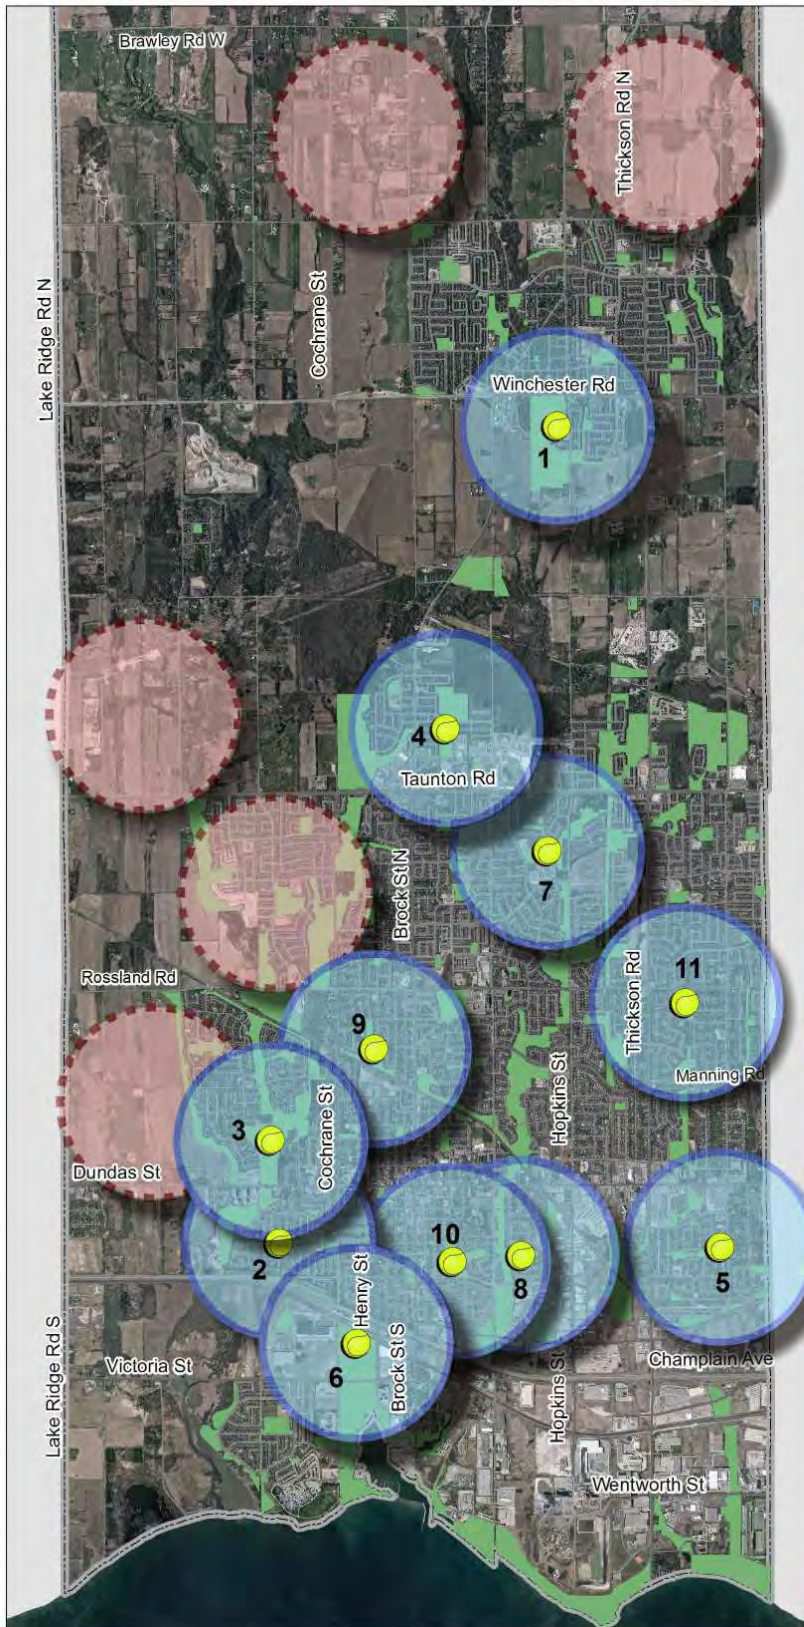 Brawley Rd W
Thickson Rd N
Cochrane St
Lake Ridge Rd N
Winchester Rd
1
4
Taunton Rd
7
Brock St N
Rossland Rd
11
Thickson Rd
9
Manning Rd
Hopkins St
3
Cochrane St
Dundas St
10
2
8
5
Henry St
6
Brock St S
Lake Ridge Rd S
Victoria St
Champlain Ave
Hopkins St
Wentworth St